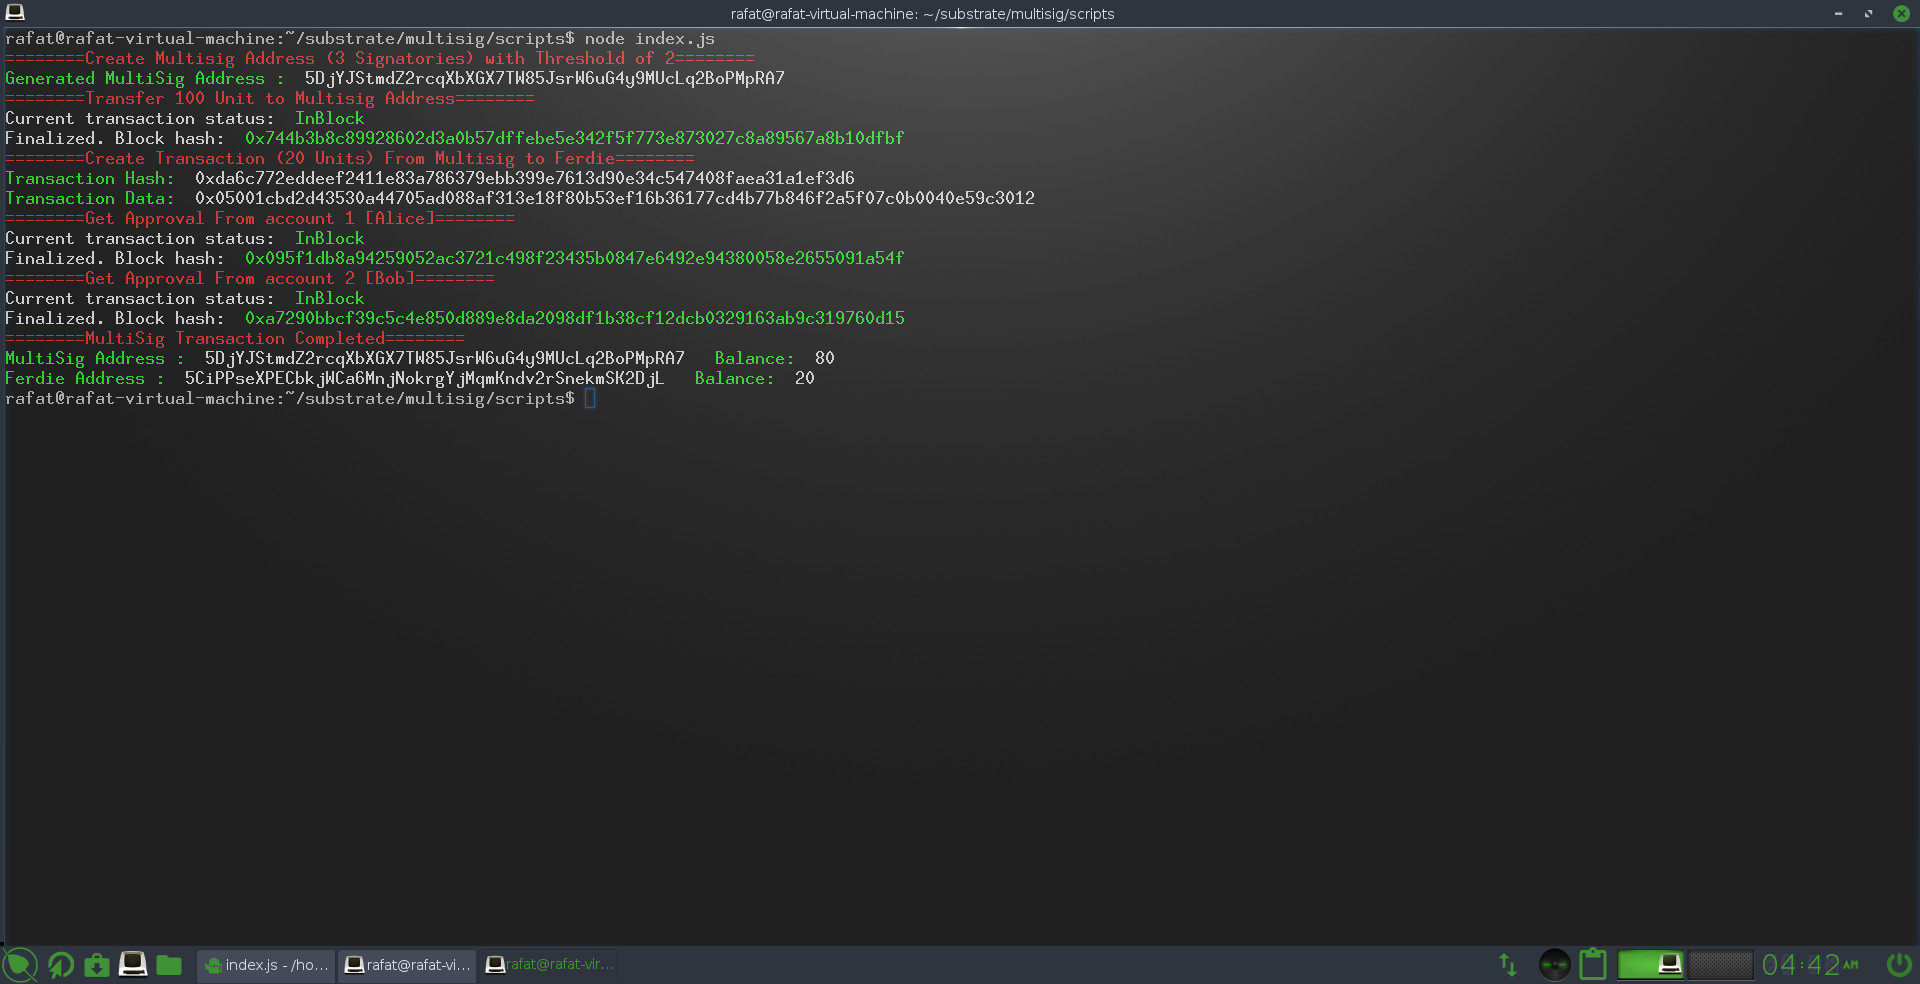 rafat@rafat-virtual-machine: ~/substrate/multisig/scripts
rafat@rafat-virtual-machine:~/substrate/multisig/scripts$ node index.js
========Create Multisig Address (3 Signatories) with Threshold of 2========
Generated MultiSig Address :  5DjYJStmdZ2rcqXbXGX7TW85JsrW6uG4y9MUcLq2BoPMpRA7
========Transfer 100 Unit to Multisig Address========
Current transaction status:  InBlock
Finalized. Block hash:  0x744b3b8c89928602d3a0b57dffebe5e342f5f773e873027c8a89567a8b10dfbf
========Create Transaction (20 Units) From Multisig to Ferdie========
Transaction Hash:  0xda6c772eddeef2411e83a786379ebb399e7613d90e34c547408faea31a1ef3d6
Transaction Data:  0x05001cbd2d43530a44705ad088af313e18f80b53ef16b36177cd4b77b846f2a5f07c0b0040e59c3012
========Get Approval From account 1 [Alice]========
Current transaction status:  InBlock
Finalized. Block hash:  0x095f1db8a94259052ac3721c498f23435b0847e6492e94380058e2655091a54f
========Get Approval From account 2 [Bob]========
Current transaction status:  InBlock
Finalized. Block hash:  0xa7290bbcf39c5c4e850d889e8da2098df1b38cf12dcb0329163ab9c319760d15
========MultiSig Transaction Completed========
MultiSig Address :  5DjYJStmdZ2rcqXbXGX7TW85JsrW6uG4y9MUcLq2BoPMpRA7   Balance:  80
Ferdie Address :  5CiPPseXPECbkjWCa6MnjNokrgYjMqmKndv2rSnekmSK2DjL   Balance:  20
rafat@rafat-virtual-machine:~/substrate/multisig/scripts$
index.js - /ho... rafat@rafat-vi... rafat@rafat-vir... 04:42 AM